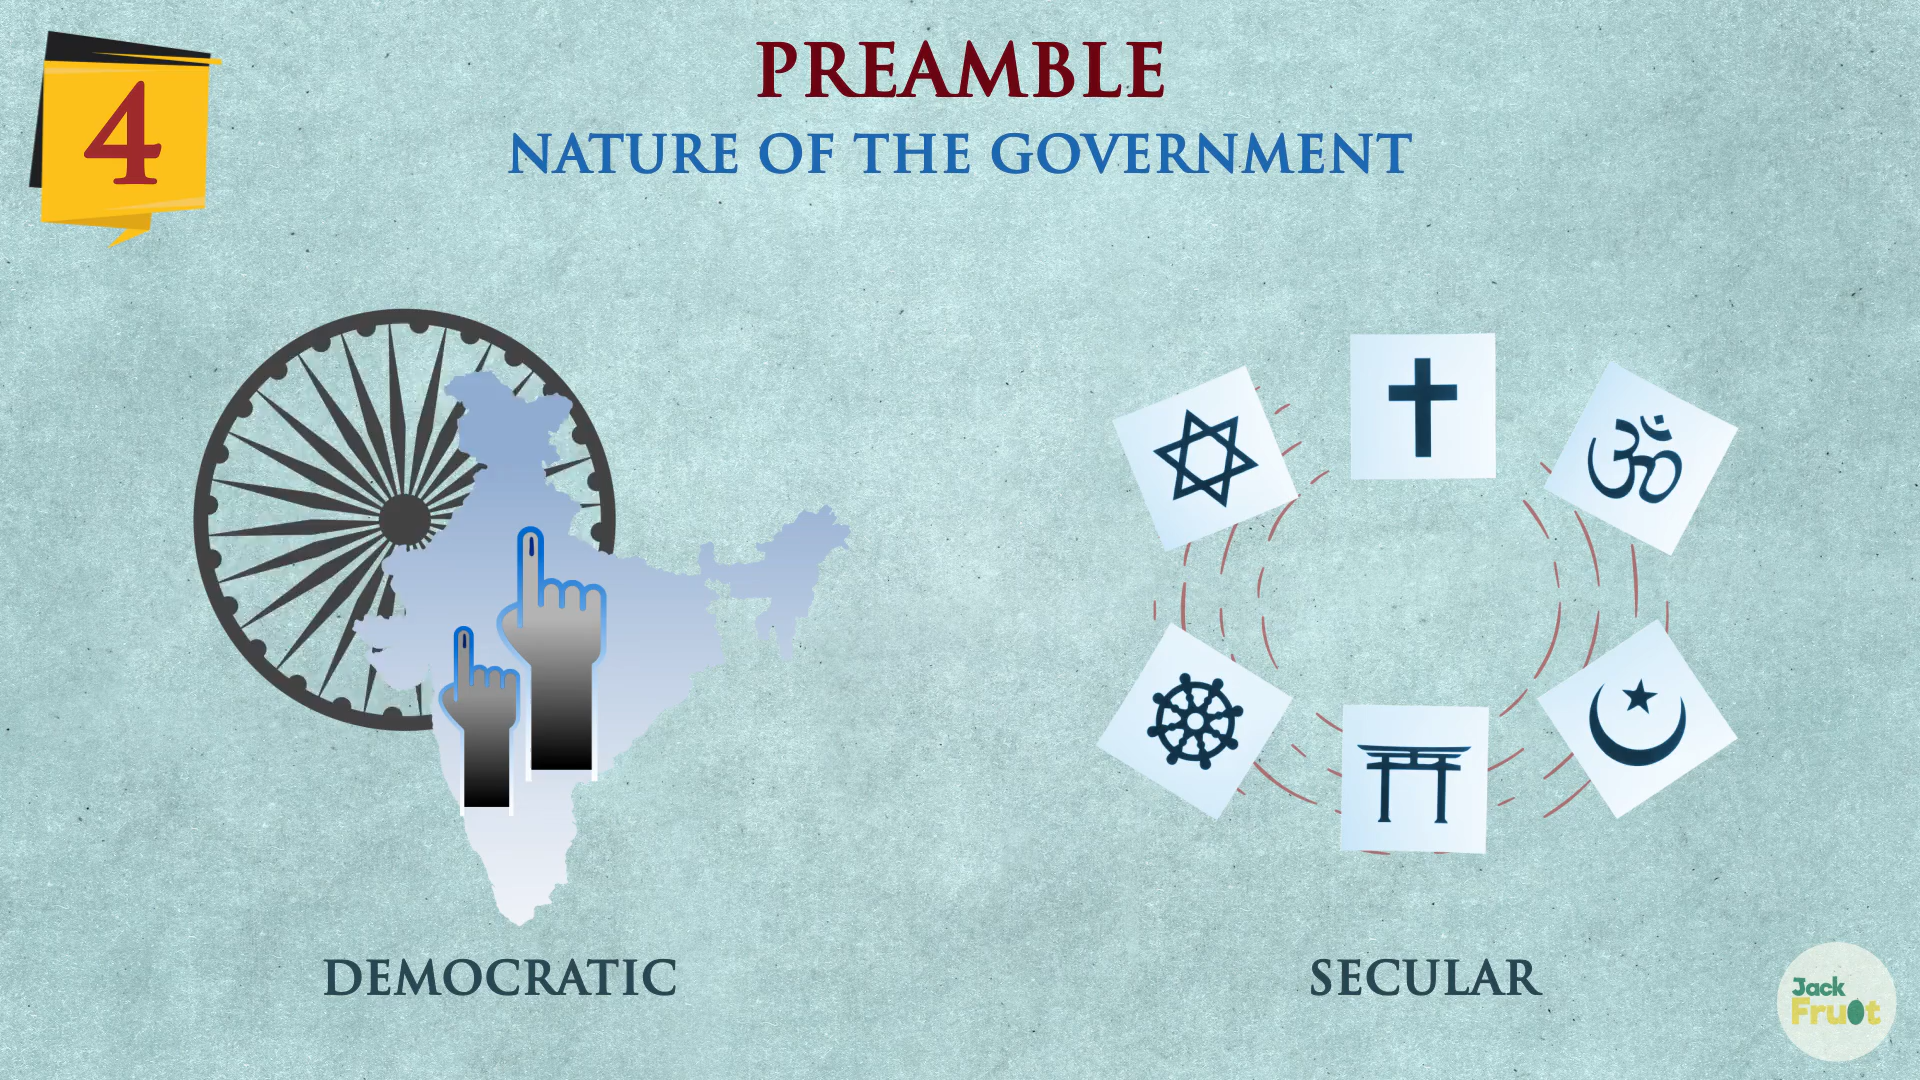 4
PREAMBLE
NATURE OF THE GOVERNMENT
ॐ
DEMOCRATIC
SECULAR
Jack
Fruit